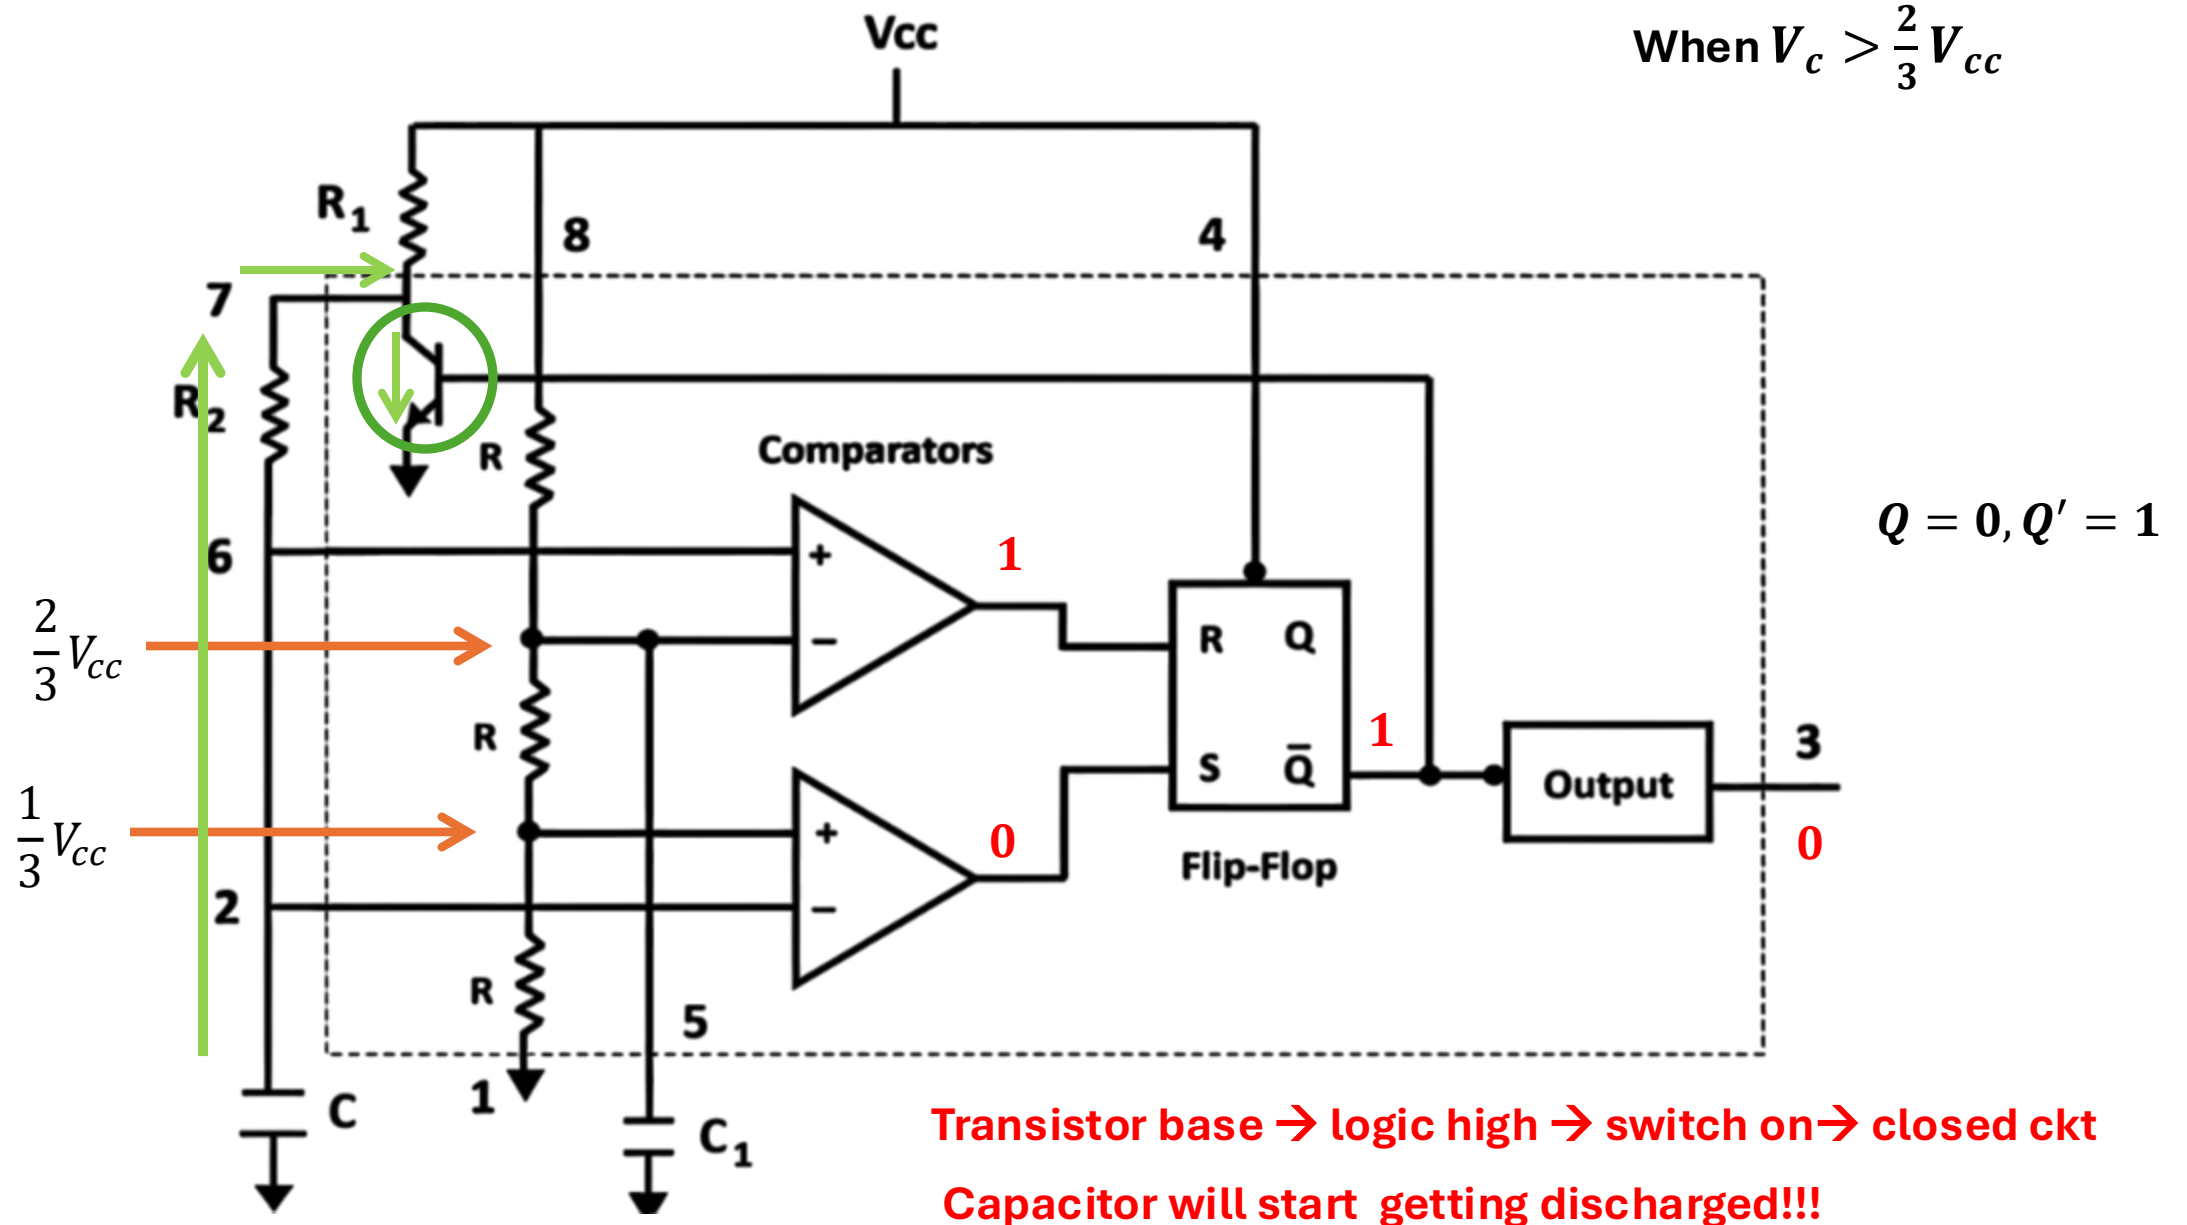 Vcc
When V_c > 2/3 V_cc
R1
8
4
7
R2
R
Comparators
6
+
1
Q = 0, Q′ = 1
2/3 V_cc
−
R Q
R
1
3
S Q̄
Output
1/3 V_cc
+
0
0
Flip-Flop
2
−
R
5
1
C
C1
Transistor base → logic high → switch on→ closed ckt
Capacitor will start getting discharged!!!